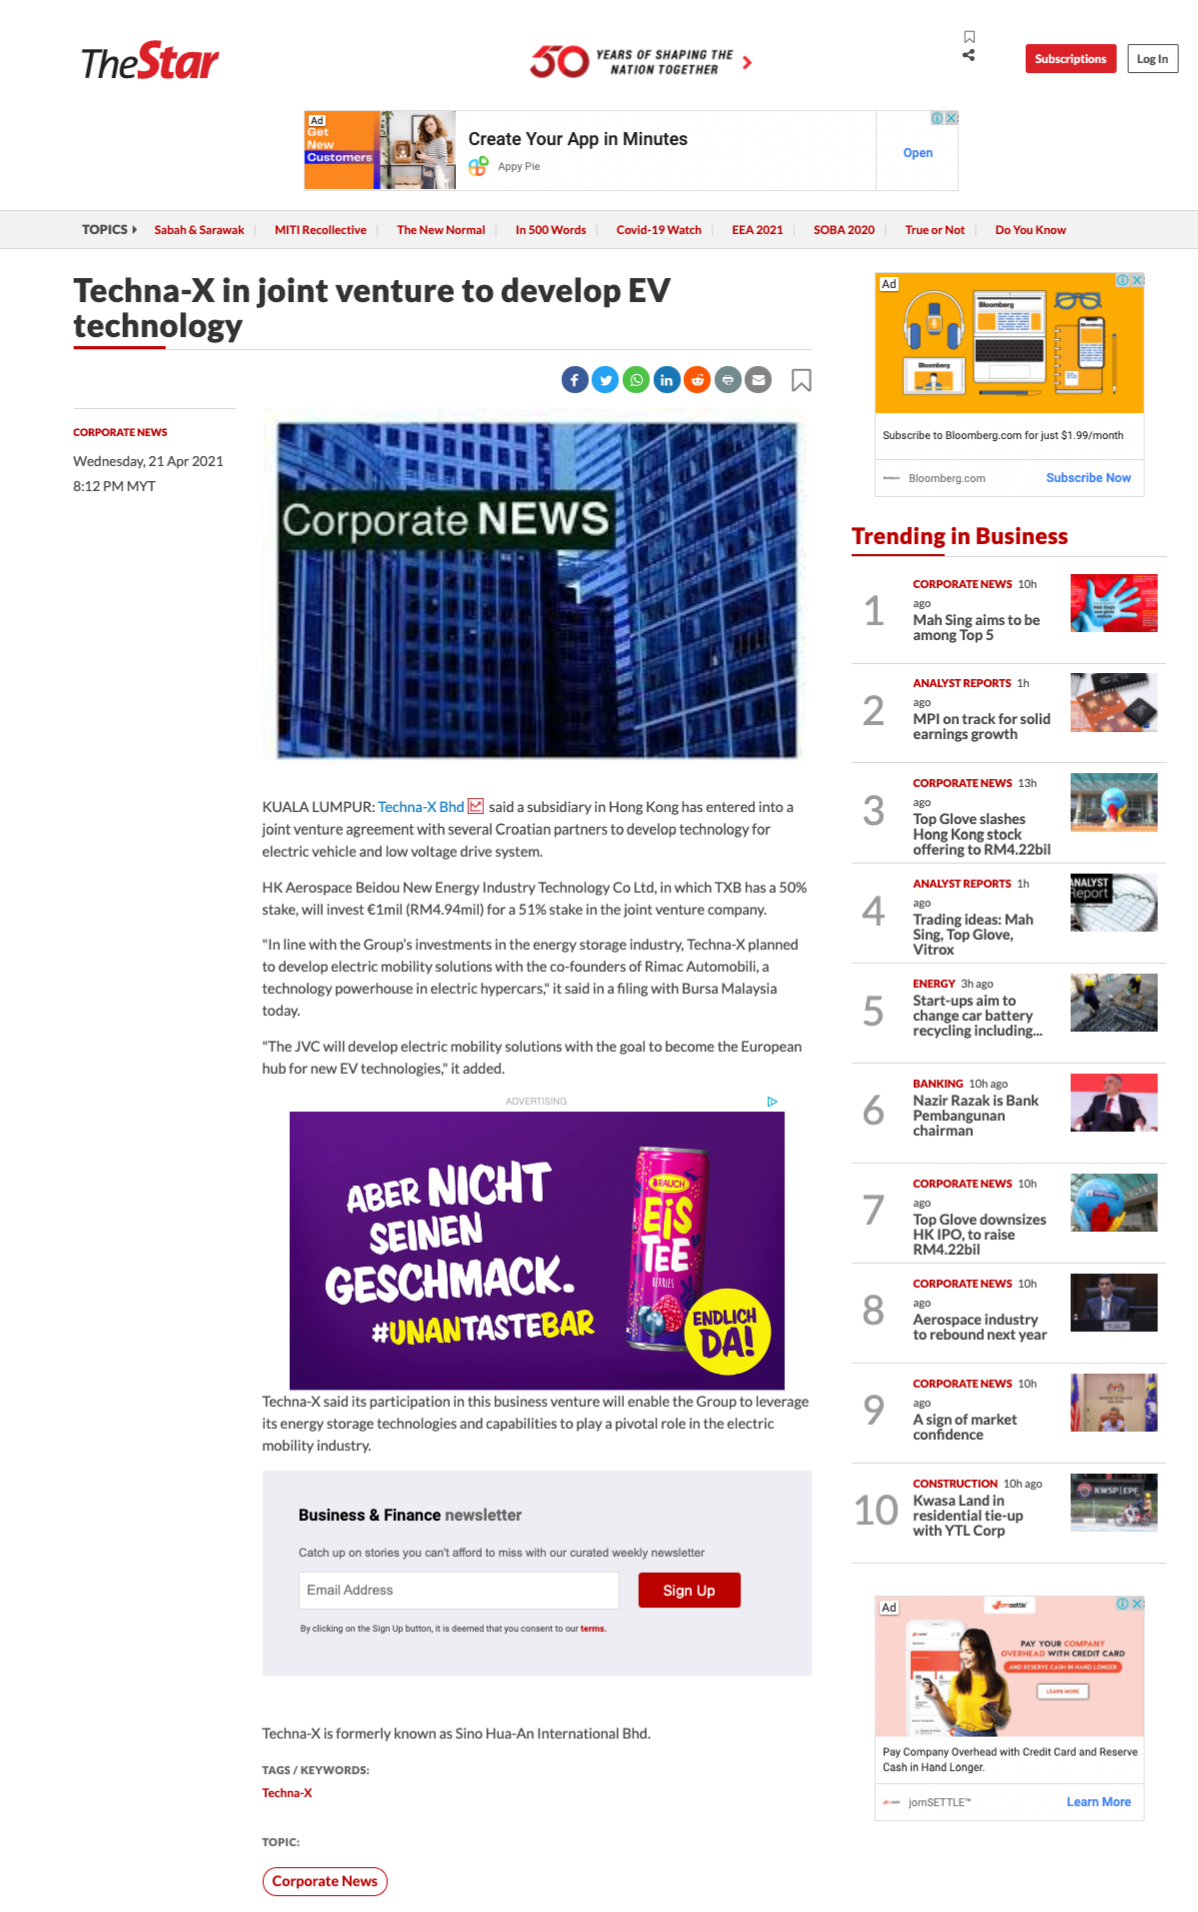 TheStar
50 YEARS OF SHAPING THE
NATION TOGETHER
Subscriptions
Log In
Ad
Get
New
Customers
Create Your App in Minutes
Appy Pie
Open
TOPICS
Sabah & Sarawak
MITI Recollective
The New Normal
In 500 Words
Covid-19 Watch
EEA 2021
SOBA 2020
True or Not
Do You Know
Techna-X in joint venture to develop EV
technology
CORPORATE NEWS
Wednesday, 21 Apr 2021
8:12 PM MYT
Corporate NEWS
KUALA LUMPUR: Techna-X Bhd said a subsidiary in Hong Kong has entered into a
joint venture agreement with several Croatian partners to develop technology for
electric vehicle and low voltage drive system.
HK Aerospace Beidou New Energy Industry Technology Co Ltd, in which TXB has a 50%
stake, will invest €1mil (RM4.94mil) for a 51% stake in the joint venture company.
"In line with the Group's investments in the energy storage industry, Techna-X planned
to develop electric mobility solutions with the co-founders of Rimac Automobili, a
technology powerhouse in electric hypercars," it said in a filing with Bursa Malaysia
today.
"The JVC will develop electric mobility solutions with the goal to become the European
hub for new EV technologies," it added.
ADVERTISING
ABER NICHT
SEINEN
GESCHMACK.
#UNANTASTEBAR
RAUCH
EiS
TEE
BERRIES
ENDLICH
DA!
Techna-X said its participation in this business venture will enable the Group to leverage
its energy storage technologies and capabilities to play a pivotal role in the electric
mobility industry.
Business & Finance newsletter
Catch up on stories you can't afford to miss with our curated weekly newsletter
Email Address
Sign Up
By clicking on the Sign Up button, it is deemed that you consent to our terms.
Techna-X is formerly known as Sino Hua-An International Bhd.
TAGS / KEYWORDS:
Techna-X
TOPIC:
Corporate News
Ad
Bloomberg
Bloomberg
Bloomberg
Subscribe to Bloomberg.com for just $1.99/month
Bloomberg.com
Subscribe Now
Trending in Business
1
CORPORATE NEWS 10h
ago
Mah Sing aims to be
among Top 5
2
ANALYST REPORTS 1h
ago
MPI on track for solid
earnings growth
3
CORPORATE NEWS 13h
ago
Top Glove slashes
Hong Kong stock
offering to RM4.22bil
4
ANALYST REPORTS 1h
ago
Trading ideas: Mah
Sing, Top Glove,
Vitrox
ANALYST
Report
5
ENERGY 3h ago
Start-ups aim to
change car battery
recycling including...
6
BANKING 10h ago
Nazir Razak is Bank
Pembangunan
chairman
7
CORPORATE NEWS 10h
ago
Top Glove downsizes
HK IPO, to raise
RM4.22bil
8
CORPORATE NEWS 10h
ago
Aerospace industry
to rebound next year
9
CORPORATE NEWS 10h
ago
A sign of market
confidence
10
CONSTRUCTION 10h ago
Kwasa Land in
residential tie-up
with YTL Corp
KWSP | EPF
Ad
jomsettle
PAY YOUR COMPANY
OVERHEAD WITH CREDIT CARD
AND RESERVE CASH IN HAND LONGER
LEARN MORE
Pay Company Overhead with Credit Card and Reserve
Cash in Hand Longer.
jomSETTLE™
Learn More